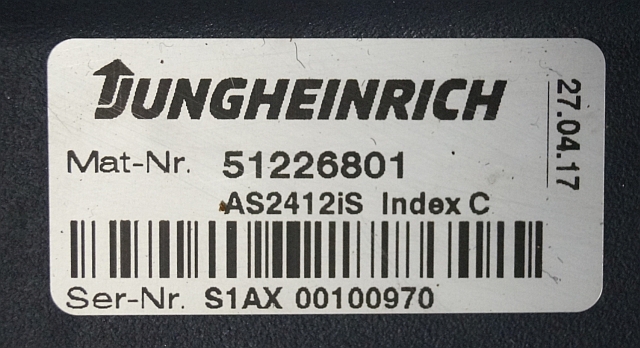 JUNGHEINRICH
Mat-Nr. 51226801
AS2412iS Index C
Ser-Nr. S1AX 00100970
27.04.17